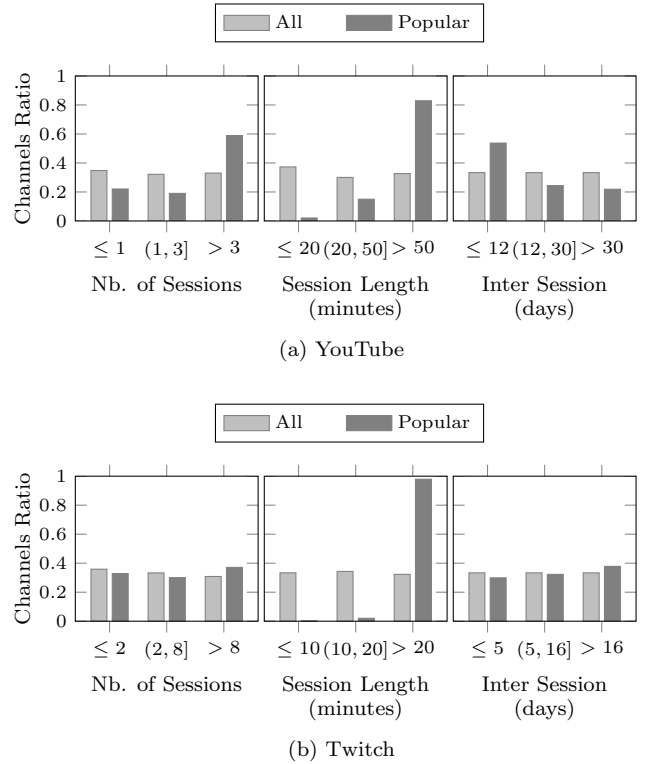 All Popular
Channels Ratio
1
0.8
0.6
0.4
0.2
0
≤ 1 (1, 3] > 3 ≤ 20 (20, 50] > 50 ≤ 12 (12, 30] > 30
Nb. of Sessions Session Length Inter Session
(minutes) (days)
(a) YouTube
All Popular
Channels Ratio
1
0.8
0.6
0.4
0.2
0
≤ 2 (2, 8] > 8 ≤ 10 (10, 20] > 20 ≤ 5 (5, 16] > 16
Nb. of Sessions Session Length Inter Session
(minutes) (days)
(b) Twitch